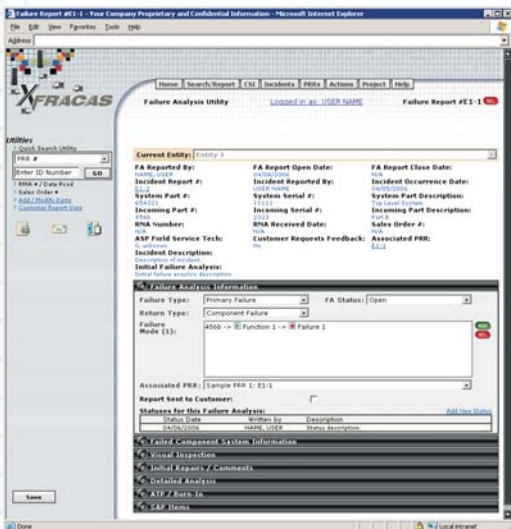 Failure Report #E1-1 - Your Company Proprietary and Confidential Information - Microsoft Internet Explorer
File Edit View Favorites Tools Help
Address
XFRACAS
Home Search/Report CSI Incidents PRRs Actions Project Help
Failure Analysis Utility Logged in as: USER NAME Failure Report #E1-1
Utilities
Quick Search Utility
PRR #
Enter ID Number GO
RMA # / Date Rcvd
Sales Order #
Add / Modify Parts
Customer Report View
Save
Current Entity: Entity 1
FA Reported By: FA Report Open Date: FA Report Close Date:
NAME, USER 04/06/2006 N/A
Incident Report #: Incident Reported By: Incident Occurrence Date:
E1-2 USER NAME 04/05/2006
System Part #: System Serial #: System Part Description:
654321 11111 Top Level System
Incoming Part #: Incoming Serial #: Incoming Part Description:
456b 2322 Part B
RMA Number: RMA Received Date: Sales Order #:
N/A N/A N/A
ASP Field Service Tech: Customer Requests Feedback: Associated PRR:
0, unknown No E1-1
Incident Description:
Description of incident.
Initial Failure Analysis:
Initial failure analysis description.
Failure Analysis Information
Failure Type: Primary Failure FA Status: Open
Return Type: Component Failure
Failure Mode (1): 456b -> F Function 1 -> Failure 1
ADD
DEL
Associated PRR: Sample PRR 1: E1-1
Report Sent to Customer:
Statuses for this Failure Analysis: Add New Status
Status Date Written by Description
04/06/2006 NAME, USER Status description.
Failed Component System Information
Visual Inspection
Initial Repairs / Comments
Detailed Analysis
ATP / Burn-In
SAP Items
Done Local intranet